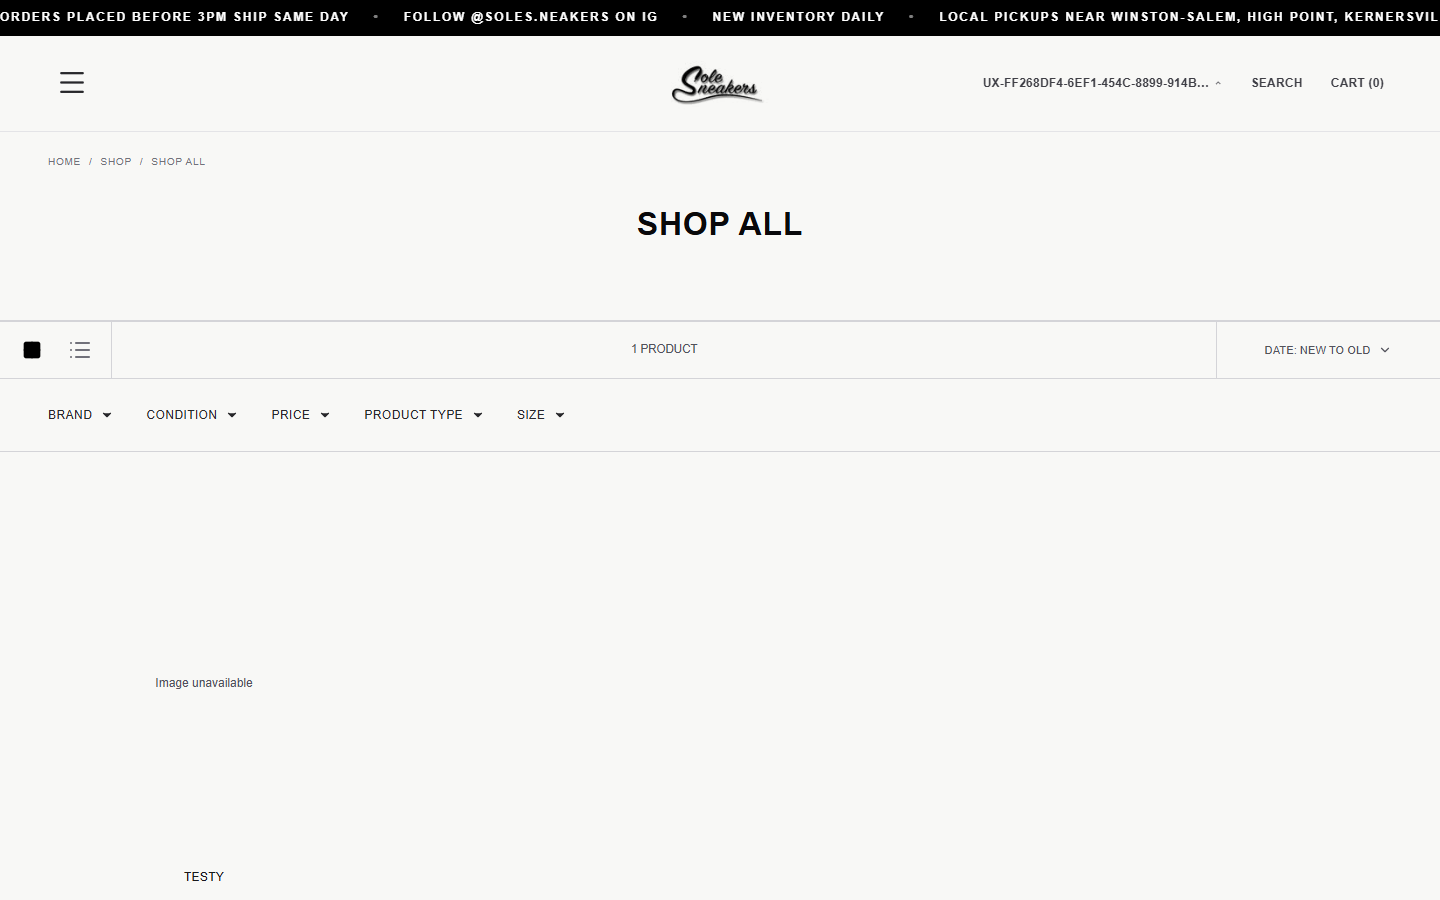 ORDERS PLACED BEFORE 3PM SHIP SAME DAY • FOLLOW @SOLES.NEAKERS ON IG • NEW INVENTORY DAILY • LOCAL PICKUPS NEAR WINSTON-SALEM, HIGH POINT, KERNERSVIL
Sole
Sneakers
UX-FF268DF4-6EF1-454C-8899-914B... SEARCH CART (0)
HOME / SHOP / SHOP ALL
SHOP ALL
1 PRODUCT
DATE: NEW TO OLD
BRAND CONDITION PRICE PRODUCT TYPE SIZE
Image unavailable
TESTY